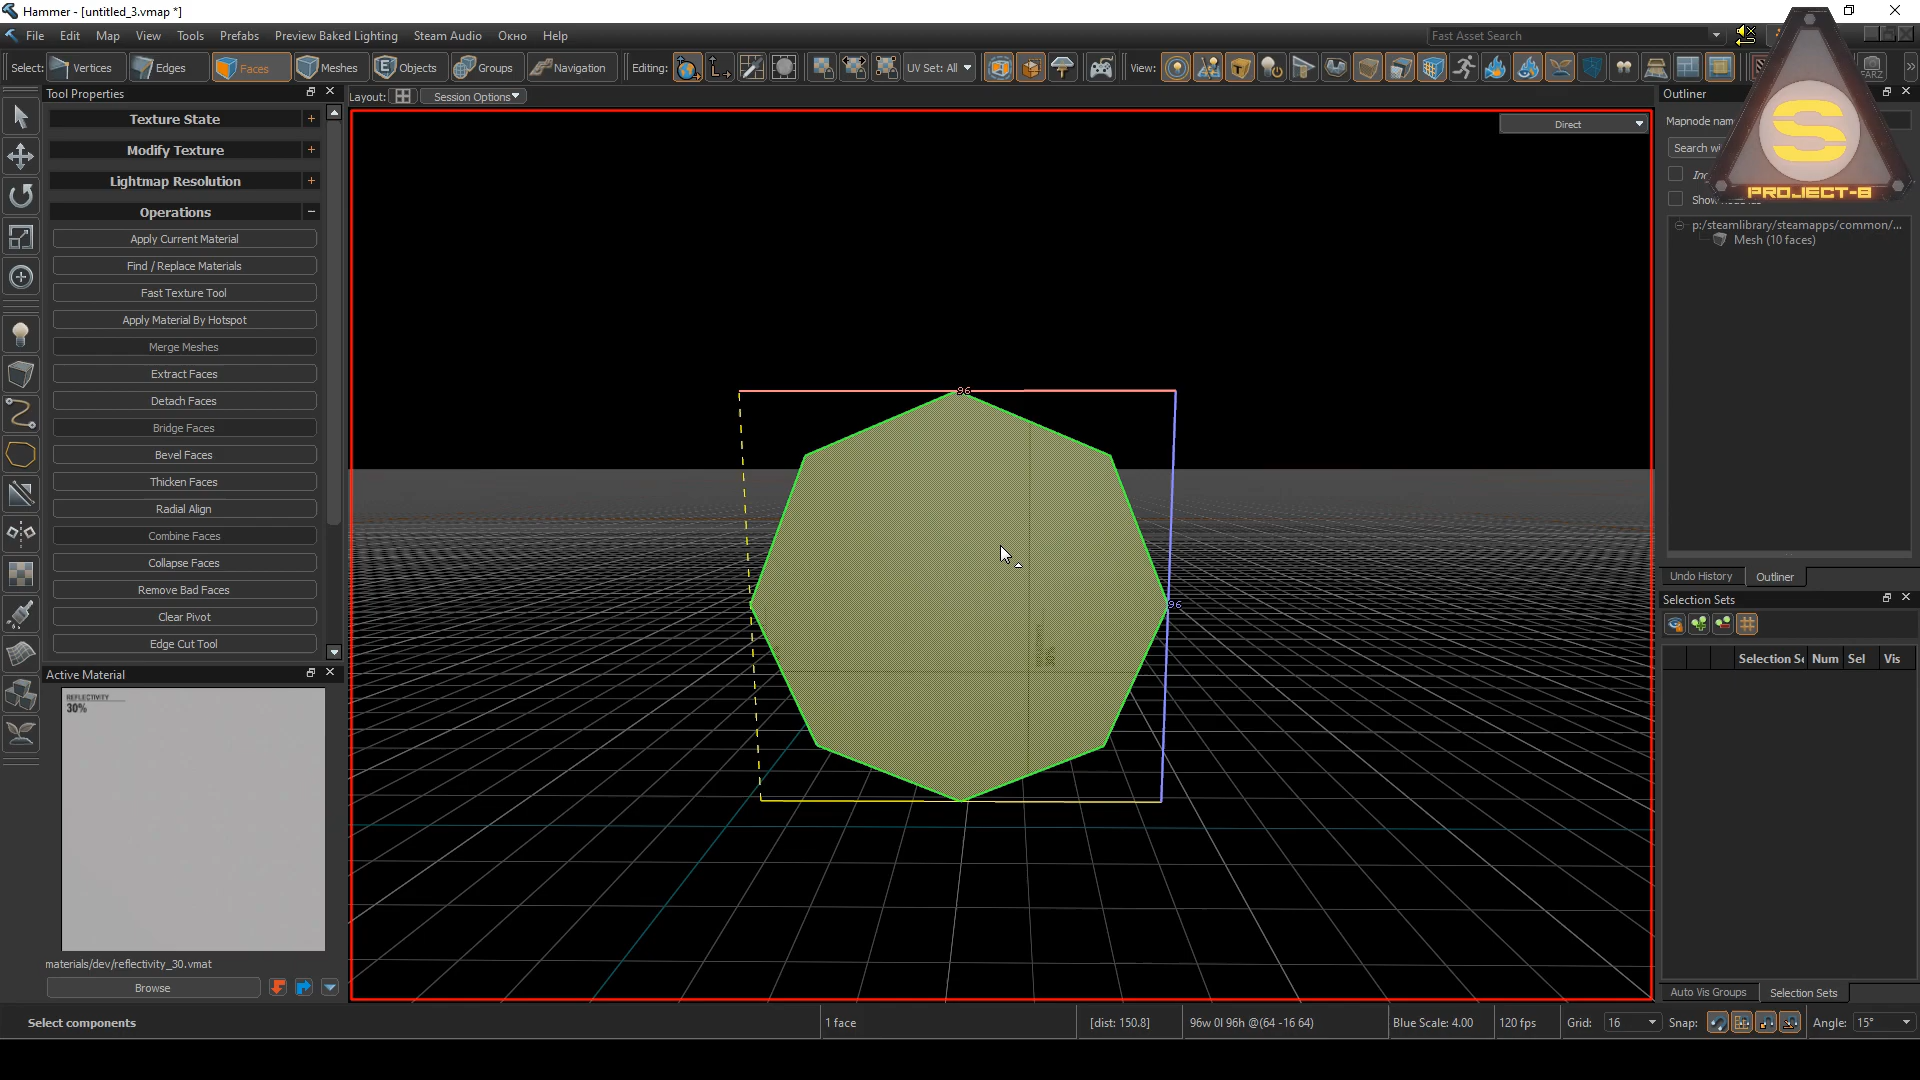 Hammer - [untitled_3.vmap *]
File Edit Map View Tools Prefabs Preview Baked Lighting Steam Audio Окно Help
Fast Asset Search
Select: Vertices Edges Faces Meshes Objects Groups Navigation Editing: UV Set: All View:
Tool Properties
Layout: Session Options
Texture State
Modify Texture
Lightmap Resolution
Operations
Apply Current Material
Find / Replace Materials
Fast Texture Tool
Apply Material By Hotspot
Merge Meshes
Extract Faces
Detach Faces
Bridge Faces
Bevel Faces
Thicken Faces
Radial Align
Combine Faces
Collapse Faces
Remove Bad Faces
Clear Pivot
Edge Cut Tool
Active Material
REFLECTIVITY
30%
materials/dev/reflectivity_30.vmat
Browse
Direct
96
96
30%
Outliner
Search
Show
S
PROJECT-8
p:/steamlibrary/steamapps/common/...
Mesh (10 faces)
Undo History Outliner
Selection Sets
Selection Se Num Sel Vis
Auto Vis Groups Selection Sets
Select components
1 face
[dist: 150.8]
96w 0l 96h @(64 -16 64)
Blue Scale: 4.00
120 fps
Grid: 16
Snap:
Angle: 15°